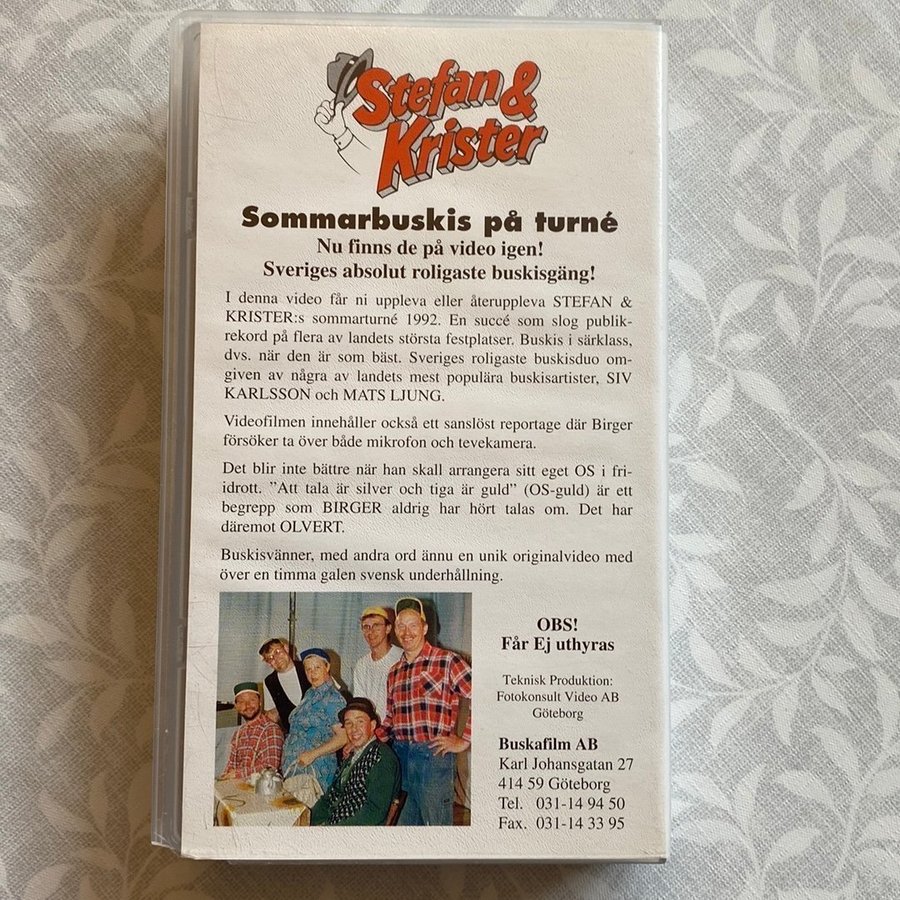 Stefan &
Krister
Sommarbuskis på turné
Nu finns de på video igen!
Sveriges absolut roligaste buskisgäng!
I denna video får ni uppleva eller återuppleva STEFAN &
KRISTER:s sommarturné 1992. En succé som slog publik-
rekord på flera av landets största festplatser. Buskis i särklass,
dvs. när den är som bäst. Sveriges roligaste buskisduo om-
given av några av landets mest populära buskisartister, SIV
KARLSSON och MATS LJUNG.
Videofilmen innehåller också ett sanslöst reportage där Birger
försöker ta över både mikrofon och tevekamera.
Det blir inte bättre när han skall arrangera sitt eget OS i fri-
idrott. ”Att tala är silver och tiga är guld” (OS-guld) är ett
begrepp som BIRGER aldrig har hört talas om. Det har
däremot OLVERT.
Buskisvänner, med andra ord ännu en unik originalvideo med
över en timma galen svensk underhållning.
OBS!
Får Ej uthyras
Teknisk Produktion:
Fotokonsult Video AB
Göteborg
Buskafilm AB
Karl Johansgatan 27
414 59 Göteborg
Tel. 031-14 94 50
Fax. 031-14 33 95